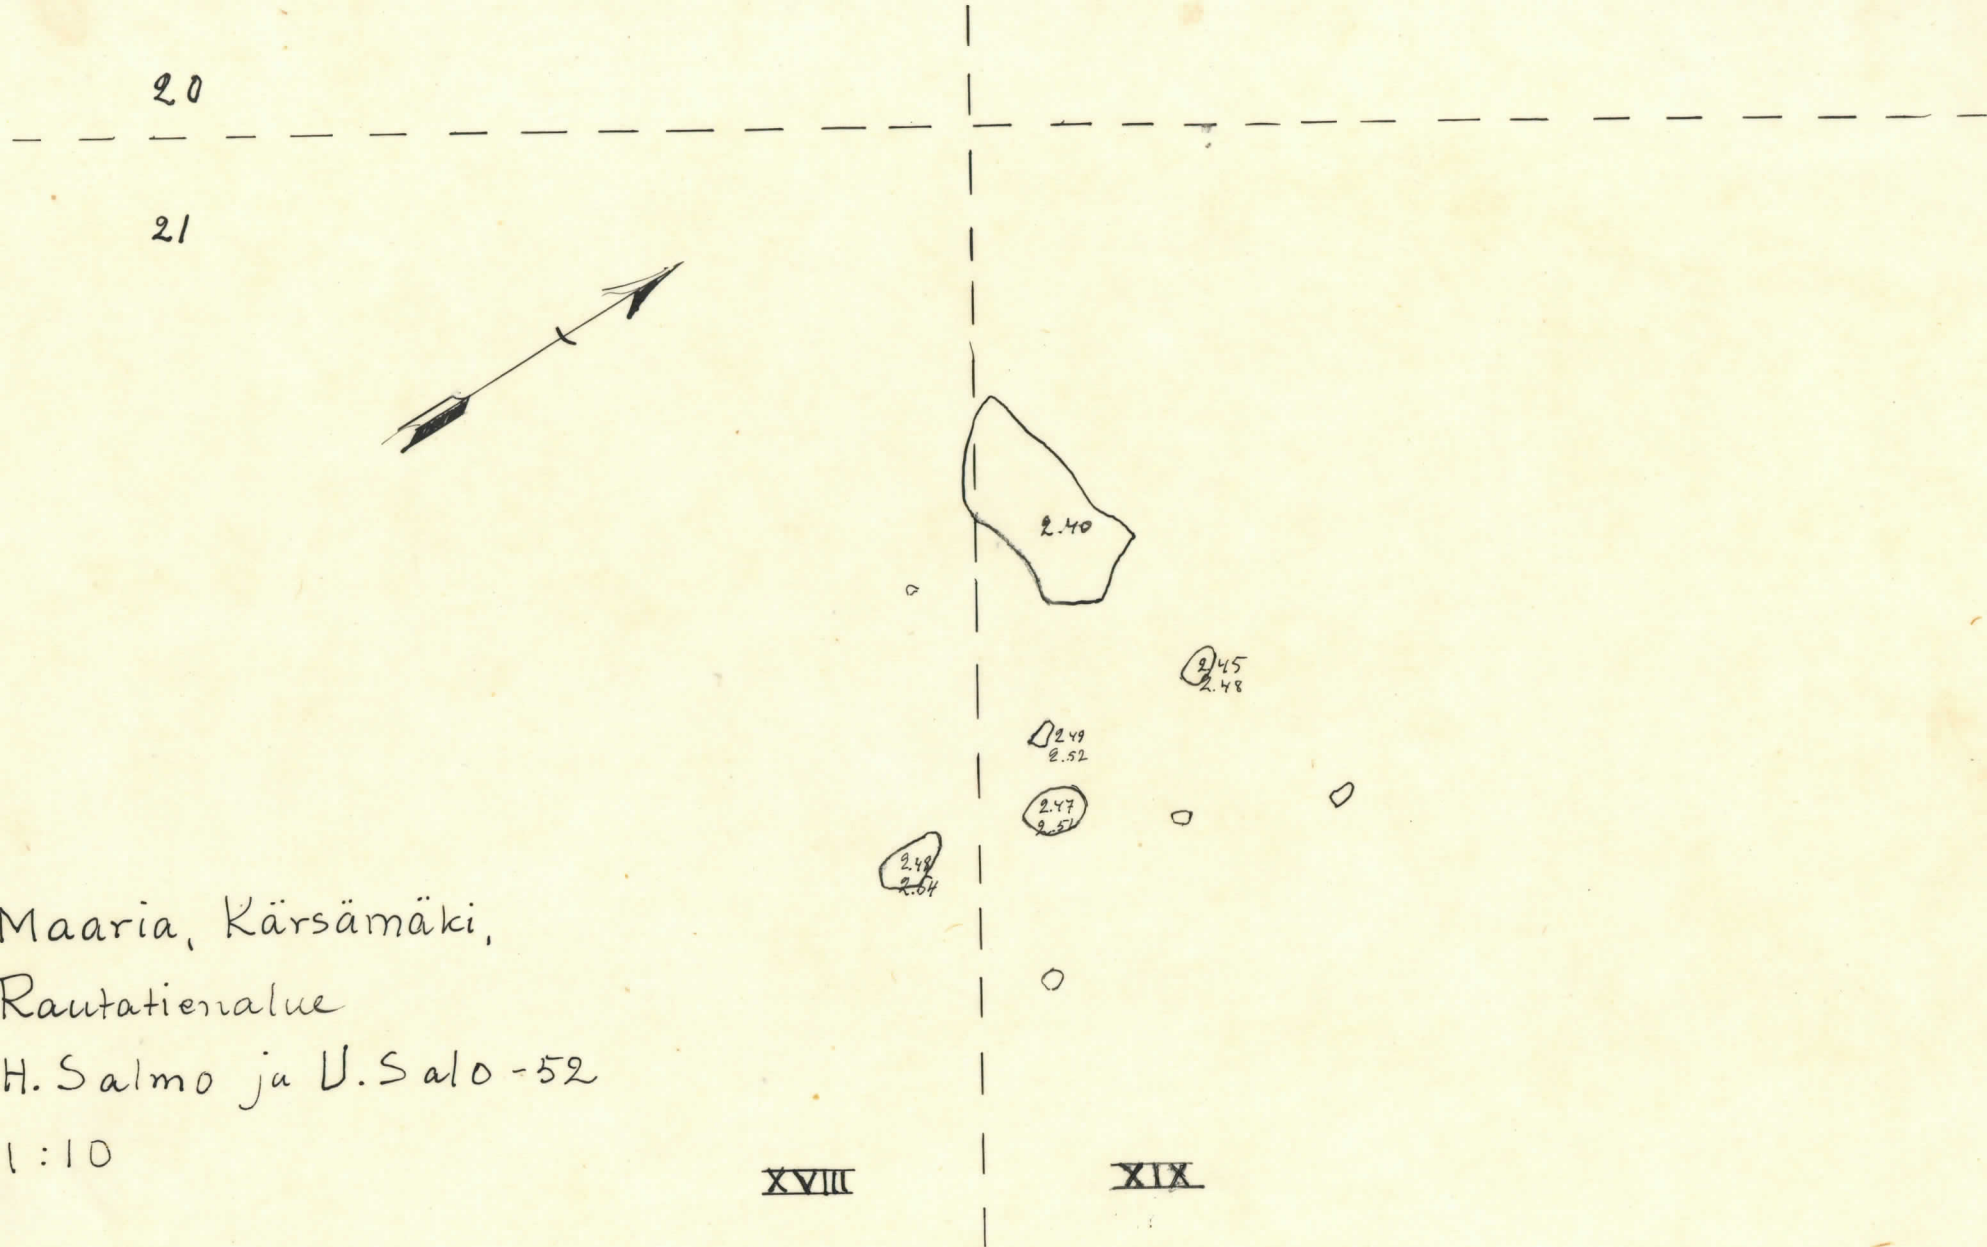 20
21
2.40
2.45
2.48
2.49
2.52
2.47
2.51
2.48
2.54
Maaria, Kärsämäki,
Rautatienalue
H. Salmo ja U. Salo -52
1:10
XVIII
XIX